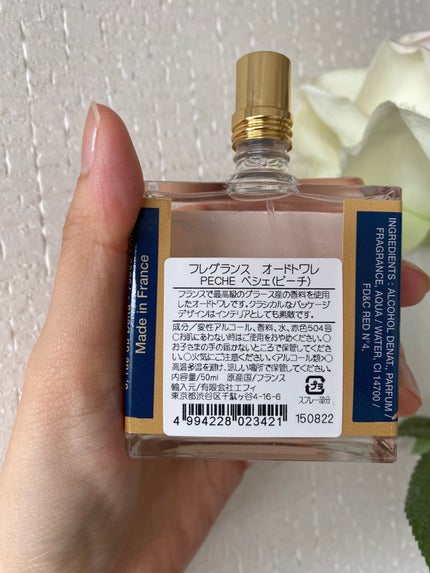 Made in France
フレグランス オードトワレ
PECHE ペシェ(ピーチ)
フランスで最高級のグラース産の香料を使用
したオードトワレです。クラシカルなパッケージ
デザインはインテリアとしても素敵です。
成分/変性アルコール、香料、水、赤色504号
○お肌にあわない時はご使用をおやめください。○
お子さまの手の届かないところで保管してくださ
い。○火気にご注意ください<アルコール類>○
高温多湿を避け、涼しい場所で保管してください。
内容量/50ml 原産国/フランス
輸入元/有限会社エフィ
東京都渋谷区千駄ヶ谷4-16-6
プラ
スプレー部分
4 994228 023421
150822
INGREDIENTS : ALCOHOL DENAT., PARFUM /
FRAGRANCE, AQUA / WATER, CI 14700 /
FD&C RED N°4.